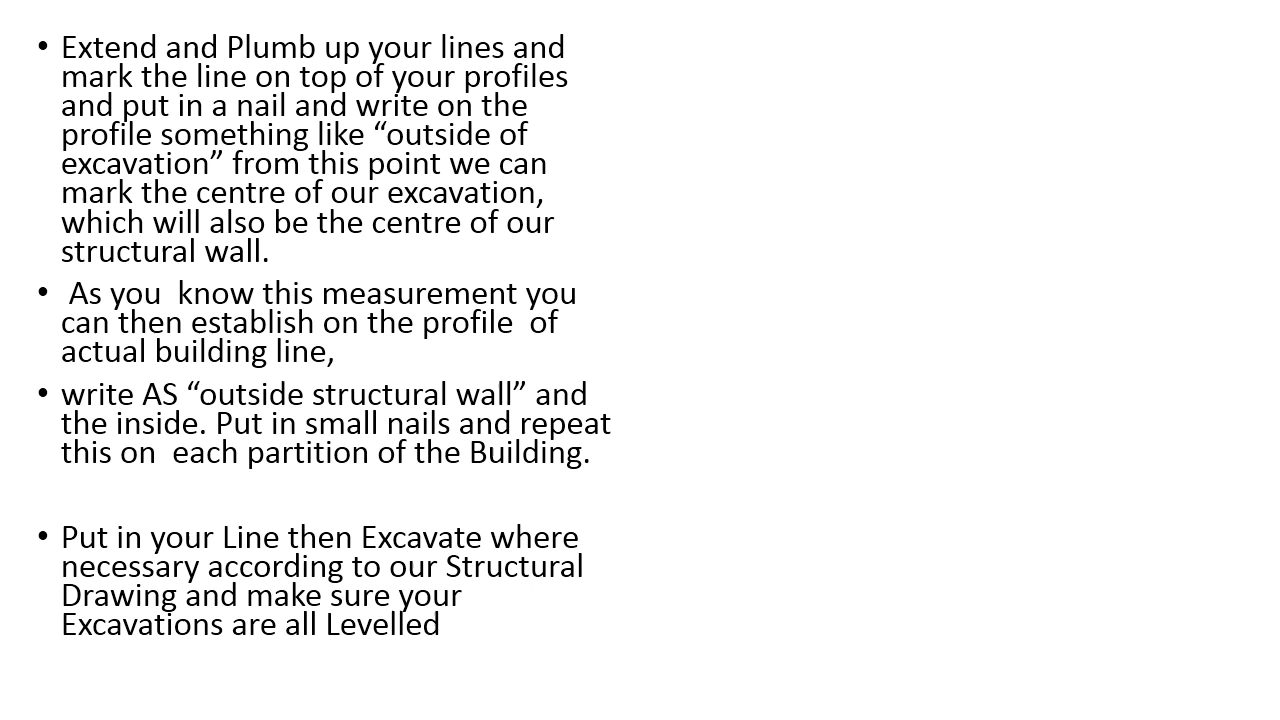 • Extend and Plumb up your lines and
mark the line on top of your profiles
and put in a nail and write on the
profile something like “outside of
excavation” from this point we can
mark the centre of our excavation,
which will also be the centre of our
structural wall.
•  As you  know this measurement you
can then establish on the profile  of
actual building line,
• write AS “outside structural wall” and
the inside. Put in small nails and repeat
this on  each partition of the Building.
• Put in your Line then Excavate where
necessary according to our Structural
Drawing and make sure your
Excavations are all Levelled